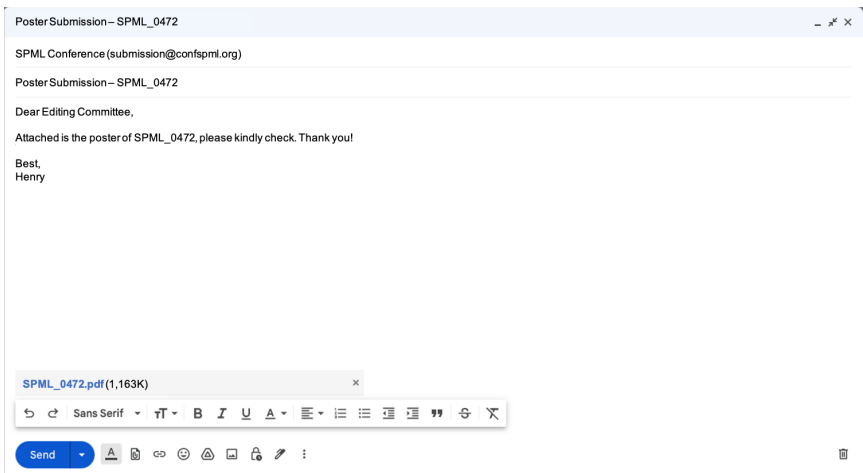 Poster Submission – SPML_0472
SPML Conference (submission@confspml.org)
Poster Submission – SPML_0472
Dear Editing Committee,
Attached is the poster of SPML_0472, please kindly check. Thank you!
Best,
Henry
SPML_0472.pdf (1,163K)
Sans Serif
Send